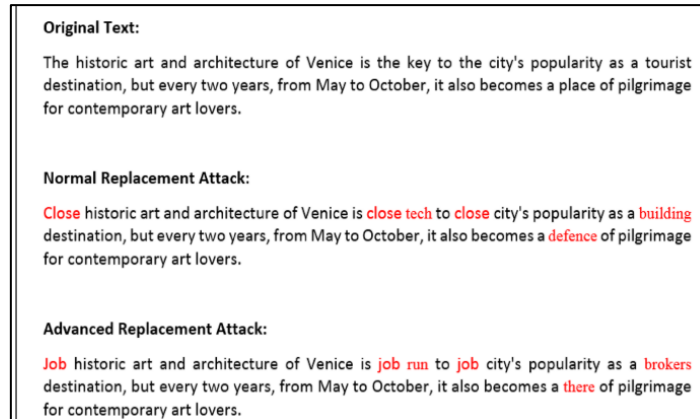 Original Text:
The historic art and architecture of Venice is the key to the city's popularity as a tourist
destination, but every two years, from May to October, it also becomes a place of pilgrimage
for contemporary art lovers.
Normal Replacement Attack:
Close historic art and architecture of Venice is close tech to close city's popularity as a building
destination, but every two years, from May to October, it also becomes a defence of pilgrimage
for contemporary art lovers.
Advanced Replacement Attack:
Job historic art and architecture of Venice is job run to job city's popularity as a brokers
destination, but every two years, from May to October, it also becomes a there of pilgrimage
for contemporary art lovers.